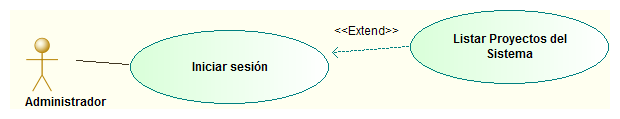 <<Extend>>
Listar Proyectos del
Sistema
Iniciar sesión
Administrador